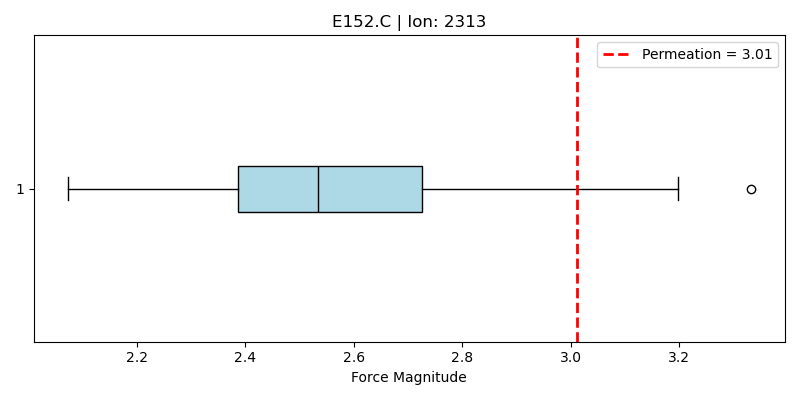 E152.C | Ion: 2313
Permeation = 3.01
1
2.2 2.4 2.6 2.8 3.0 3.2
Force Magnitude